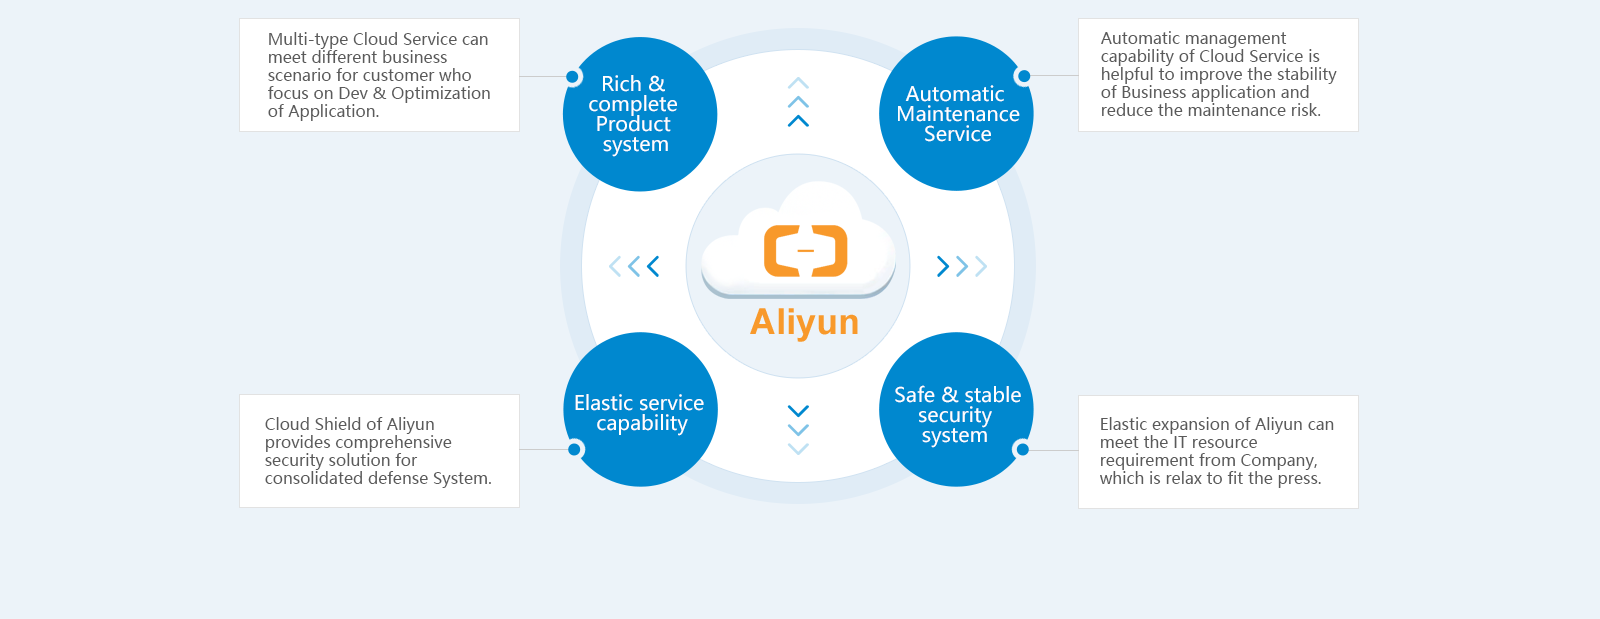 Multi-type Cloud Service can
meet different business
scenario for customer who
focus on Dev & Optimization
of Application.
Rich &
complete
Product
system
Automatic
Maintenance
Service
Automatic management
capability of Cloud Service is
helpful to improve the stability
of Business application and
reduce the maintenance risk.
Aliyun
Cloud Shield of Aliyun
provides comprehensive
security solution for
consolidated defense System.
Elastic service
capability
Safe & stable
security
system
Elastic expansion of Aliyun can
meet the IT resource
requirement from Company,
which is relax to fit the press.